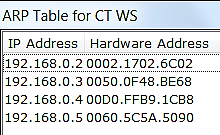 ARP Table for CT WS
IP Address Hardware Address
192.168.0.2 0002.1702.6C02
192.168.0.3 0050.0F48.BE68
192.168.0.4 00D0.FFB9.1CB8
192.168.0.5 0060.5C5A.5090